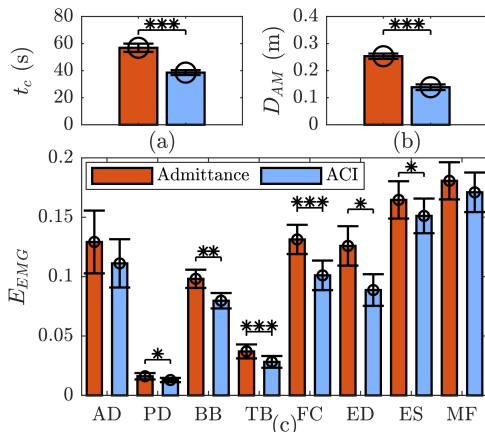 80
60
40
20
0
t_c (s)
***
(a)
0.4
0.3
0.2
0.1
0
D_AM (m)
***
(b)
0.2
0.15
0.1
0.05
0
E_EMG
Admittance ACI
* ** *** *** * *
AD PD BB TB FC ED ES MF
(c)